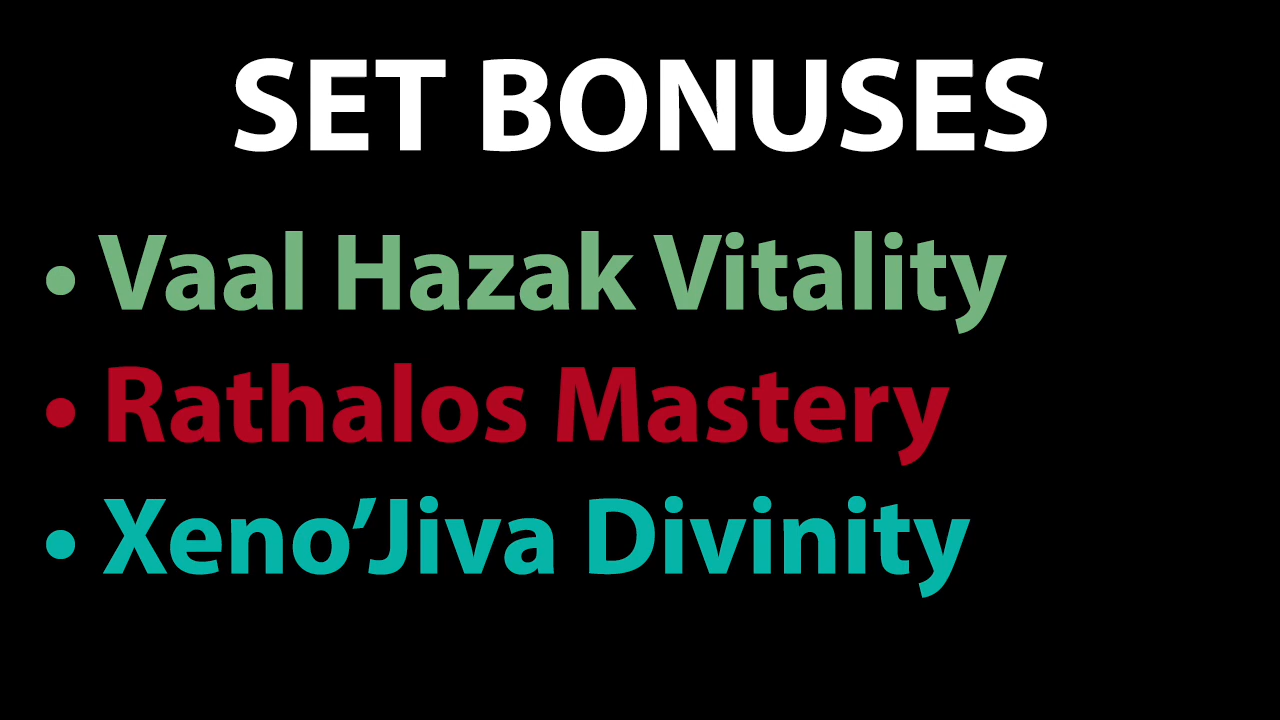 SET BONUSES
• Vaal Hazak Vitality
• Rathalos Mastery
• Xeno’Jiva Divinity